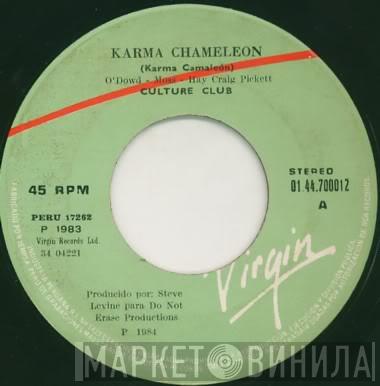 KARMA CHAMELEON
(Karma Camaleón)
O'Dowd - Moss - Hay Craig Pickett
CULTURE CLUB
45 RPM
STEREO
01.44.700012
A
PERU 17262
P 1983
Virgin Records Ltd.
34 04221
Virgin
Producido por: Steve
Levine para Do Not
Erase Productions
P 1984
МАРКЕТ ВИНИЛА